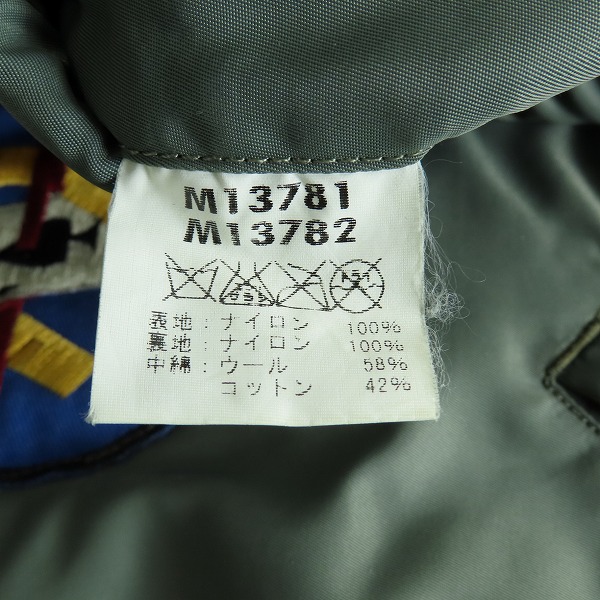 M13781
M13782
表地：ナイロン 100%
裏地：ナイロン 100%
中綿：ウール 58%
コットン 42%